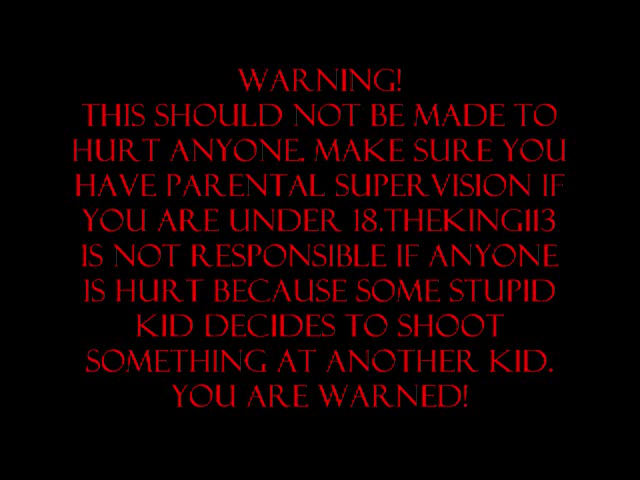 WARNING!
THIS SHOULD NOT BE MADE TO
HURT ANYONE. MAKE SURE YOU
HAVE PARENTAL SUPERVISION IF
YOU ARE UNDER 18.THEKING113
IS NOT RESPONSIBLE IF ANYONE
IS HURT BECAUSE SOME STUPID
KID DECIDES TO SHOOT
SOMETHING AT ANOTHER KID.
YOU ARE WARNED!